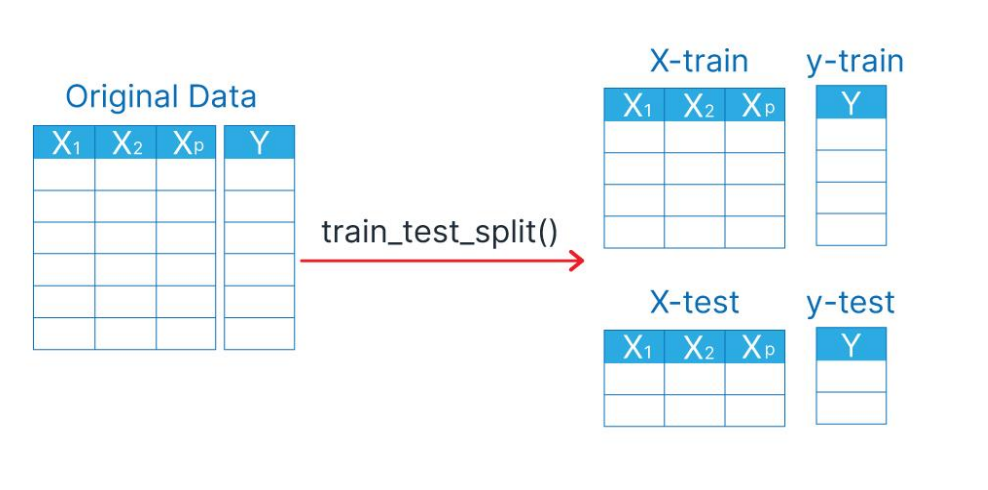 Original Data
X1 X2 Xp Y
train_test_split()
X-train y-train
X1 X2 Xp Y
X-test y-test
X1 X2 Xp Y